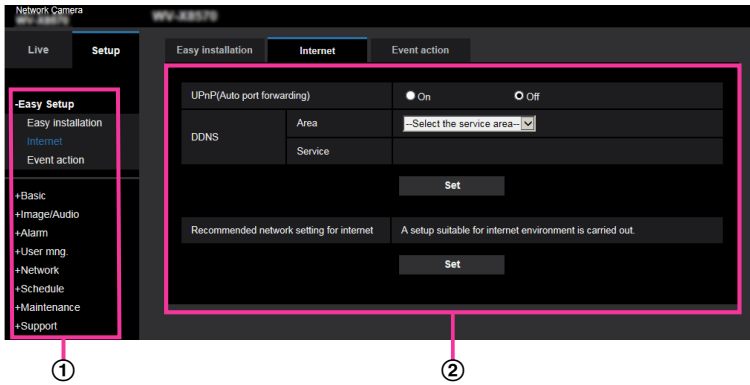 Network Camera
WV-X8570
Live
Setup
Easy installation
Internet
Event action
-Easy Setup
Easy installation
Internet
Event action
+Basic
+Image/Audio
+Alarm
+User mng.
+Network
+Schedule
+Maintenance
+Support
UPnP(Auto port forwarding)
On
Off
DDNS
Area
--Select the service area--
Service
Set
Recommended network setting for internet
A setup suitable for internet environment is carried out.
Set
①
②